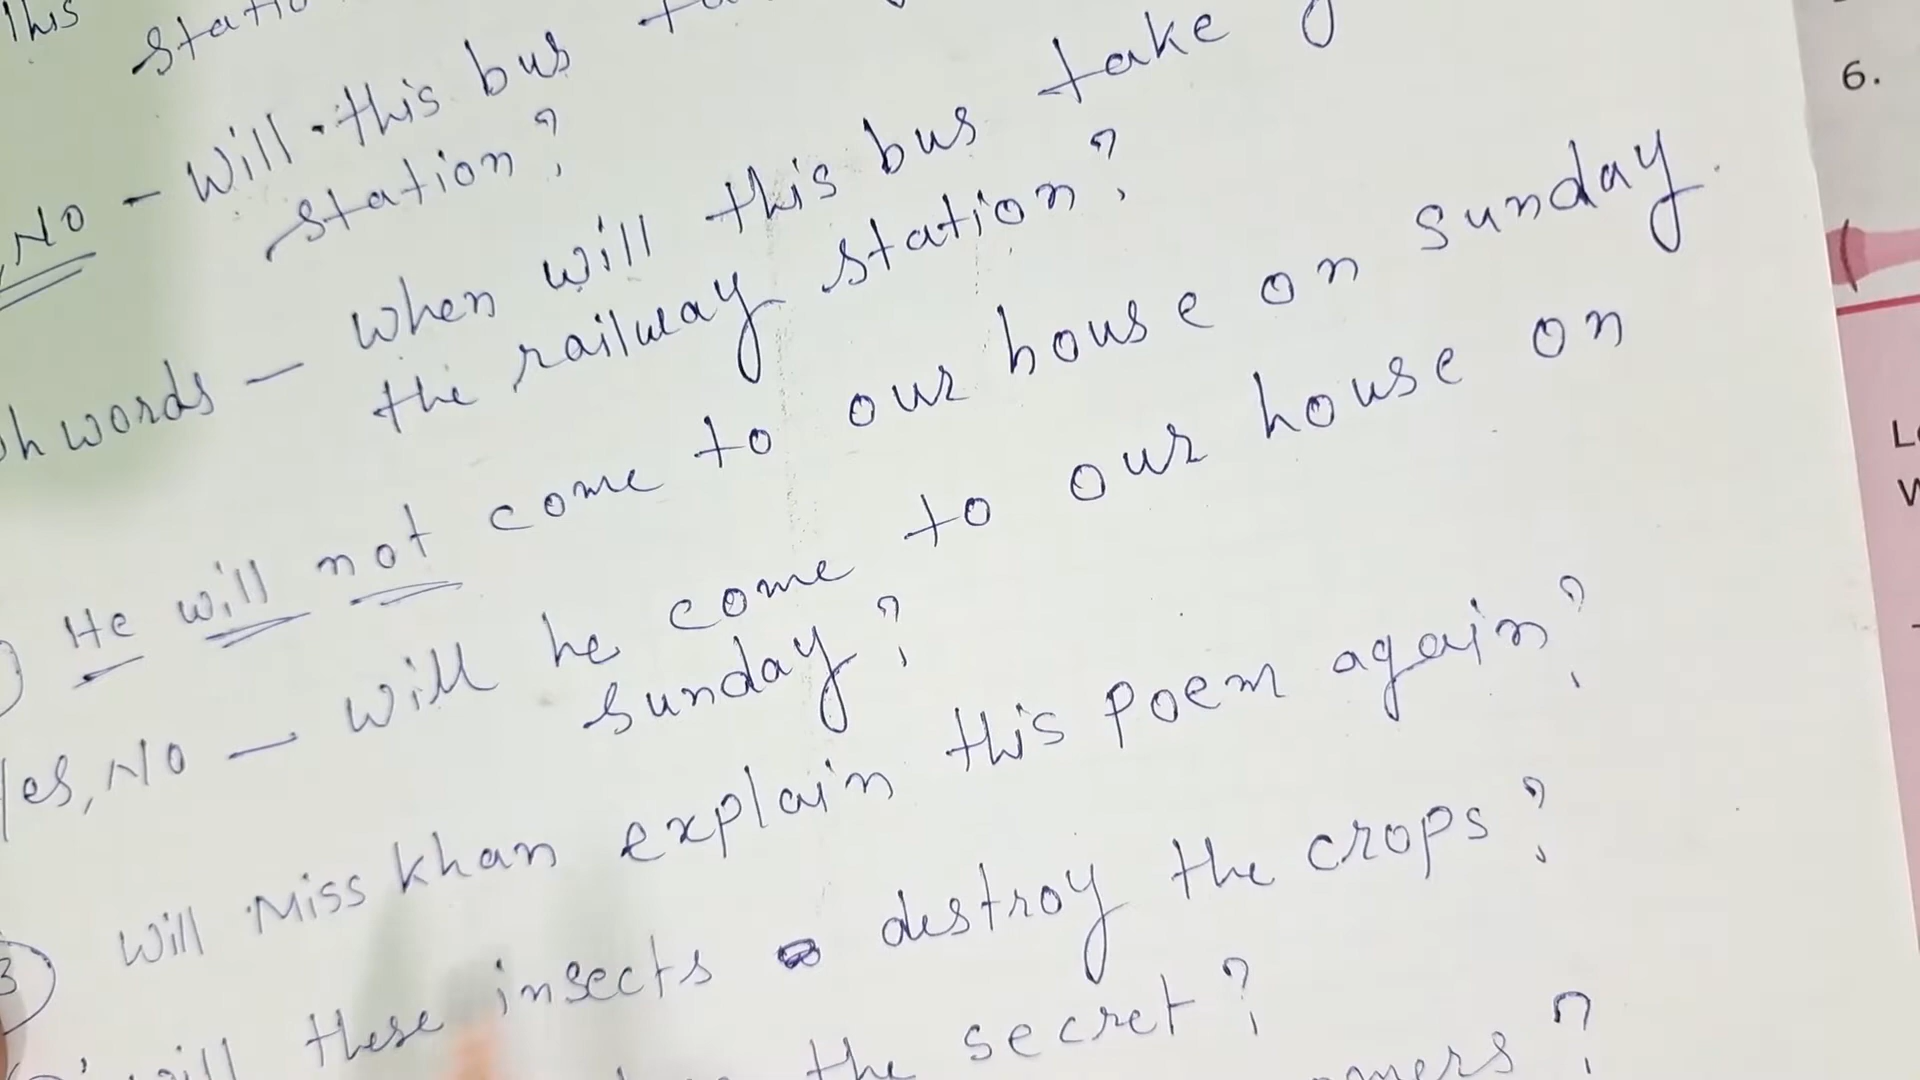 This
statio
No - Will this bus
station?
When will this bus take
words - the railway station?
He will not come to our house on sunday.
Yes, No - Will he come to our house on
sunday?
3 Will Miss Khan explain this poem again?
will these insects destroy the crops?
the secret?
6.